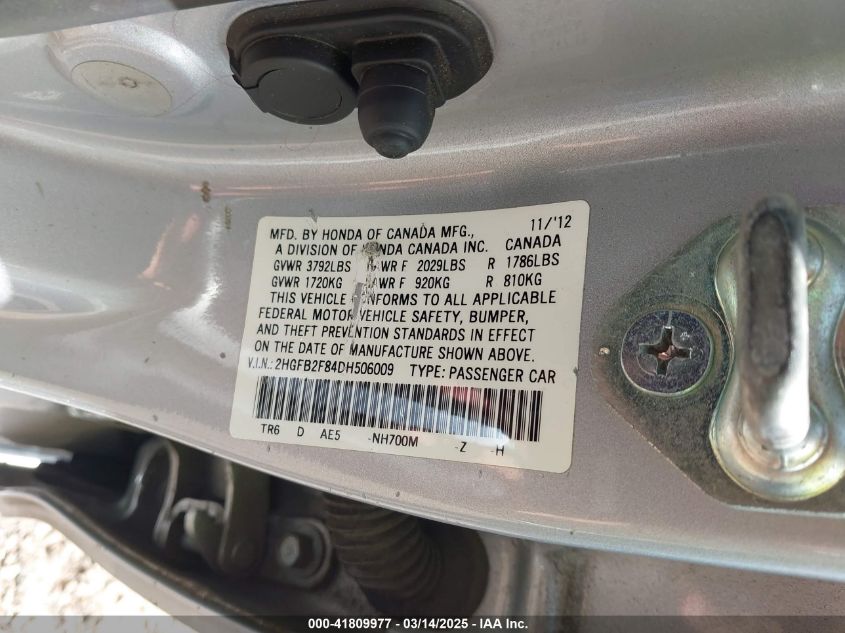 MFD. BY HONDA OF CANADA MFG., 11/'12
A DIVISION OF HONDA CANADA INC. CANADA
GVWR 3792LBS GAWR F 2029LBS R 1786LBS
GVWR 1720KG GAWR F 920KG R 810KG
THIS VEHICLE CONFORMS TO ALL APPLICABLE
FEDERAL MOTOR VEHICLE SAFETY, BUMPER,
AND THEFT PREVENTION STANDARDS IN EFFECT
ON THE DATE OF MANUFACTURE SHOWN ABOVE.
V.I.N.: 2HGFB2F84DH506009 TYPE: PASSENGER CAR
TR6 D AE5 -NH700M -Z -H
000-41809977 — 03/14/2025 — IAA Inc.